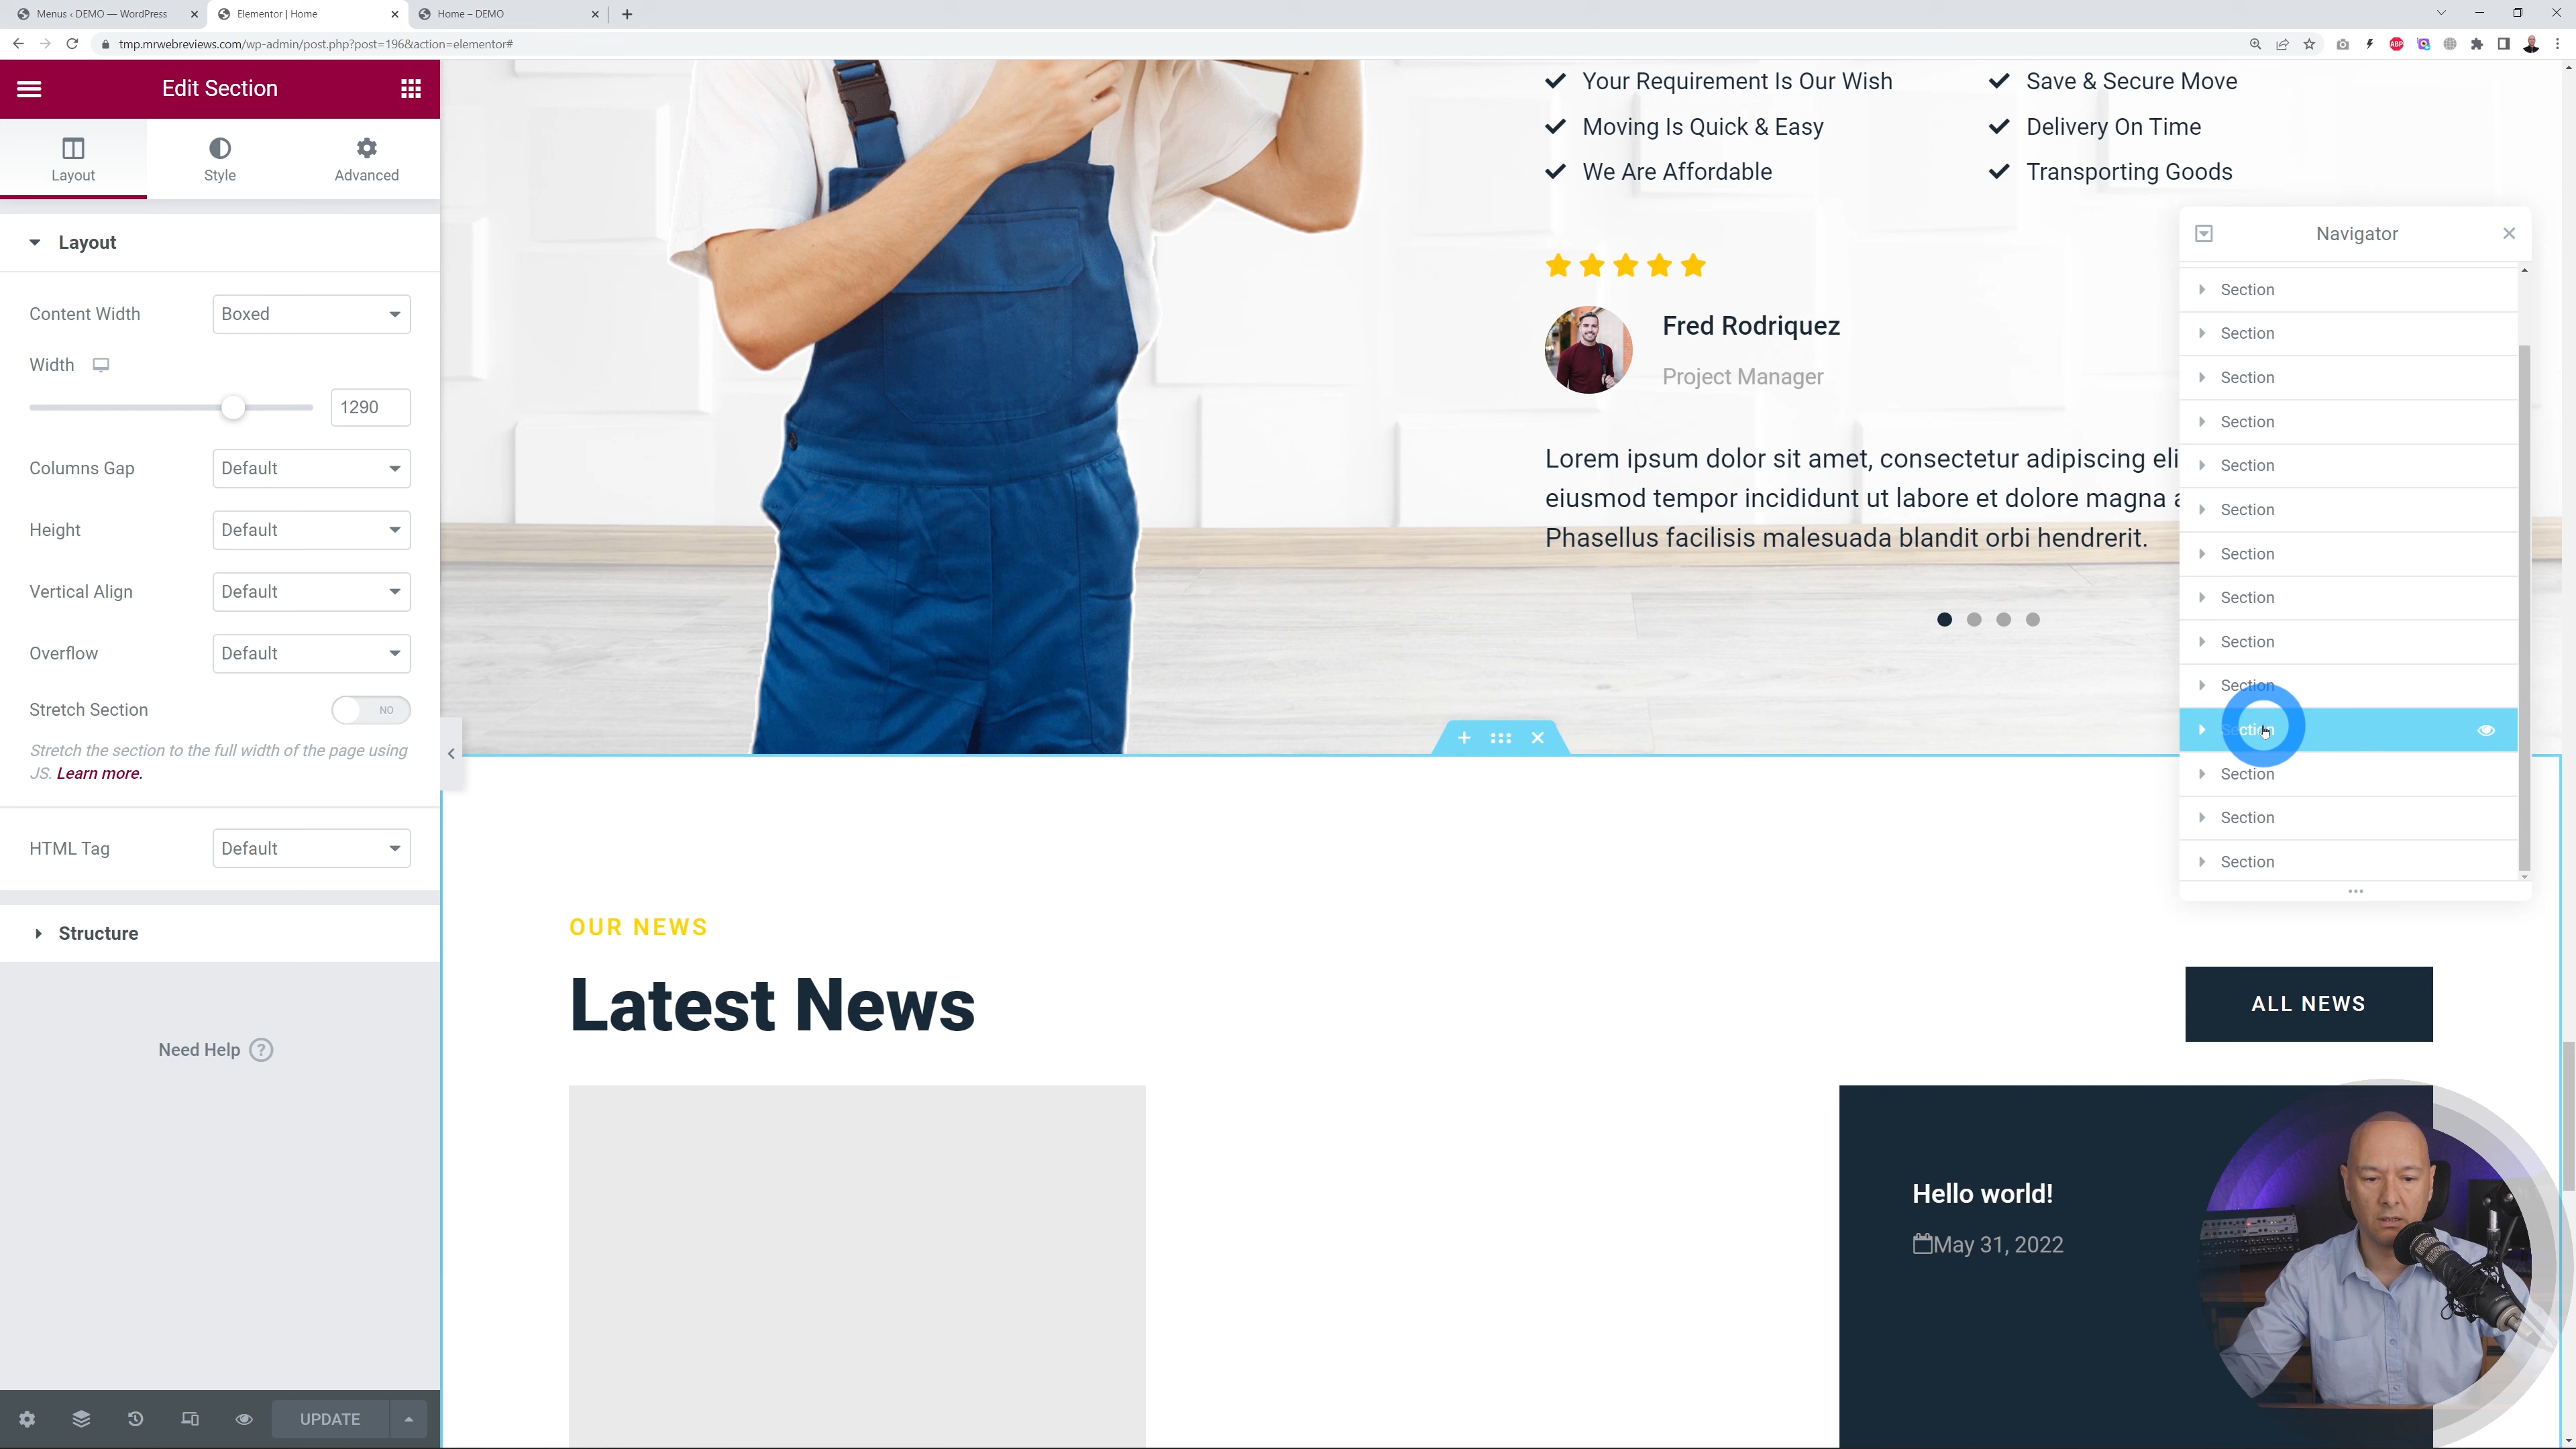 Menus ‹ DEMO — WordPress
Elementor | Home
Home – DEMO
tmp.mrwebreviews.com/wp-admin/post.php?post=196&action=elementor#
ABP
Edit Section
Layout
Style
Advanced
Layout
Content Width
Boxed
Width
1290
Columns Gap
Default
Height
Default
Vertical Align
Default
Overflow
Default
Stretch Section
NO
Stretch the section to the full width of the page using
JS. Learn more.
HTML Tag
Default
Structure
Need Help ?
UPDATE
Your Requirement Is Our Wish
Moving Is Quick & Easy
We Are Affordable
Save & Secure Move
Delivery On Time
Transporting Goods
Fred Rodriquez
Project Manager
Lorem ipsum dolor sit amet, consectetur adipiscing eli
eiusmod tempor incididunt ut labore et dolore magna a
Phasellus facilisis malesuada blandit orbi hendrerit.
Navigator
Section
Section
Section
Section
Section
Section
Section
Section
Section
Section
Section
Section
Section
Section
OUR NEWS
Latest News
ALL NEWS
Hello world!
May 31, 2022